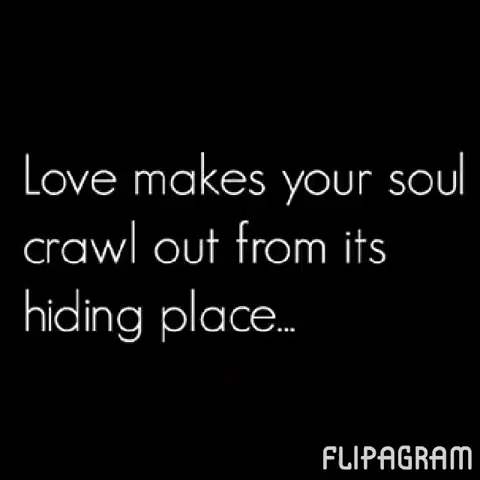 Love makes your soul
crawl out from its
hiding place...
FLIPAGRAM